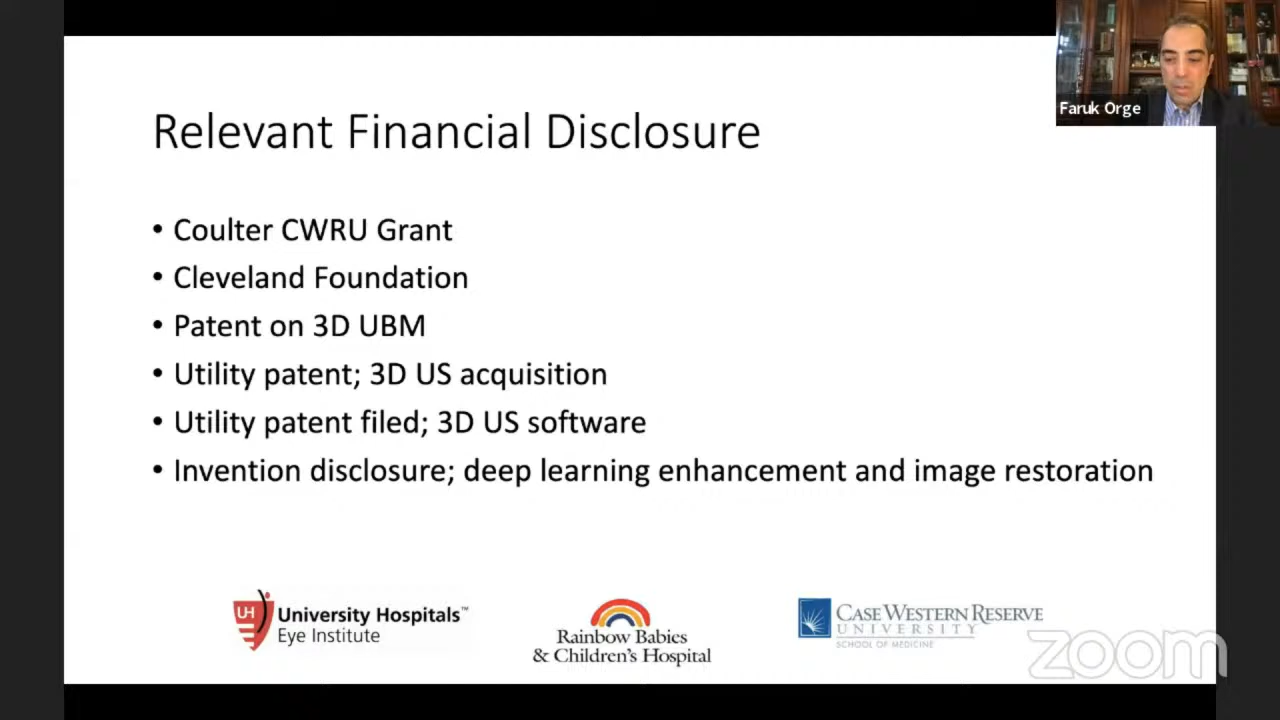 Faruk Orge
Relevant Financial Disclosure
• Coulter CWRU Grant
• Cleveland Foundation
• Patent on 3D UBM
• Utility patent; 3D US acquisition
• Utility patent filed; 3D US software
• Invention disclosure; deep learning enhancement and image restoration
UH
University Hospitals™
Eye Institute
Rainbow Babies
& Children's Hospital
CASE WESTERN RESERVE
UNIVERSITY
SCHOOL OF MEDICINE
zoom